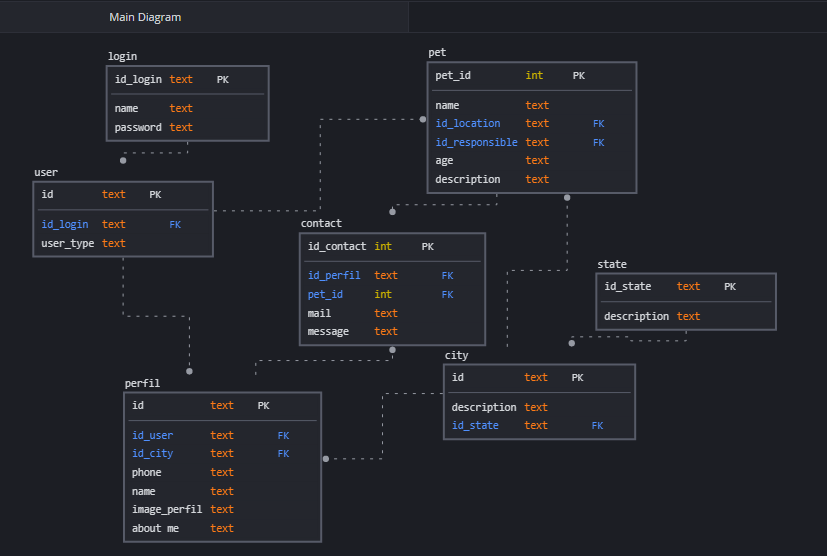 Main Diagram
login
id_login text PK
name text
password text
pet
pet_id int PK
name text
id_location text FK
id_responsible text FK
age text
description text
user
id text PK
id_login text FK
user_type text
contact
id_contact int PK
id_perfil text FK
pet_id int FK
mail text
message text
state
id_state text PK
description text
city
id text PK
description text
id_state text FK
perfil
id text PK
id_user text FK
id_city text FK
phone text
name text
image_perfil text
about me text